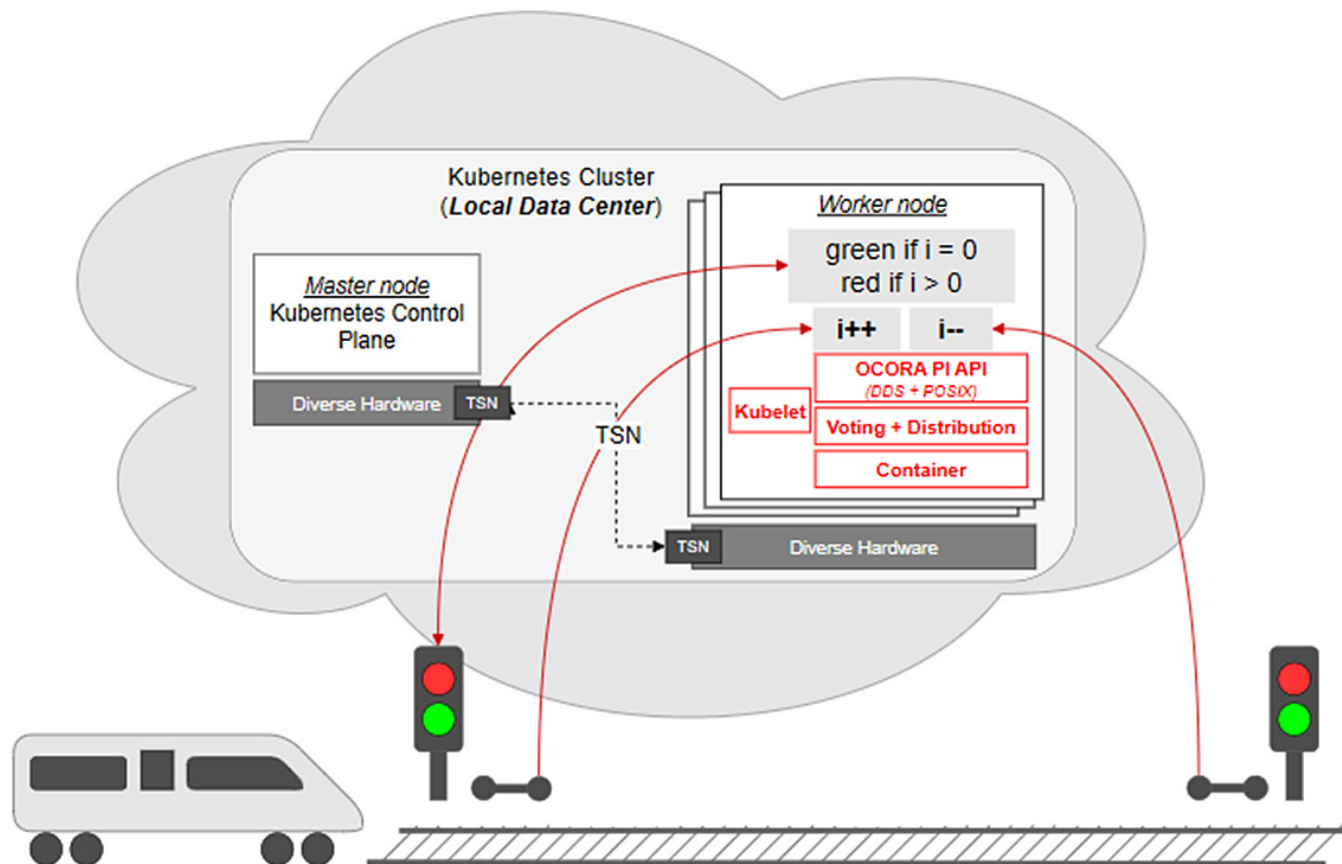 Kubernetes Cluster
(Local Data Center)
Master node
Kubernetes Control
Plane
Diverse Hardware
TSN
TSN
Worker node
green if i = 0
red if i > 0
i++
i--
OCORA PI API
(DDS + POSIX)
Kubelet
Voting + Distribution
Container
TSN
Diverse Hardware